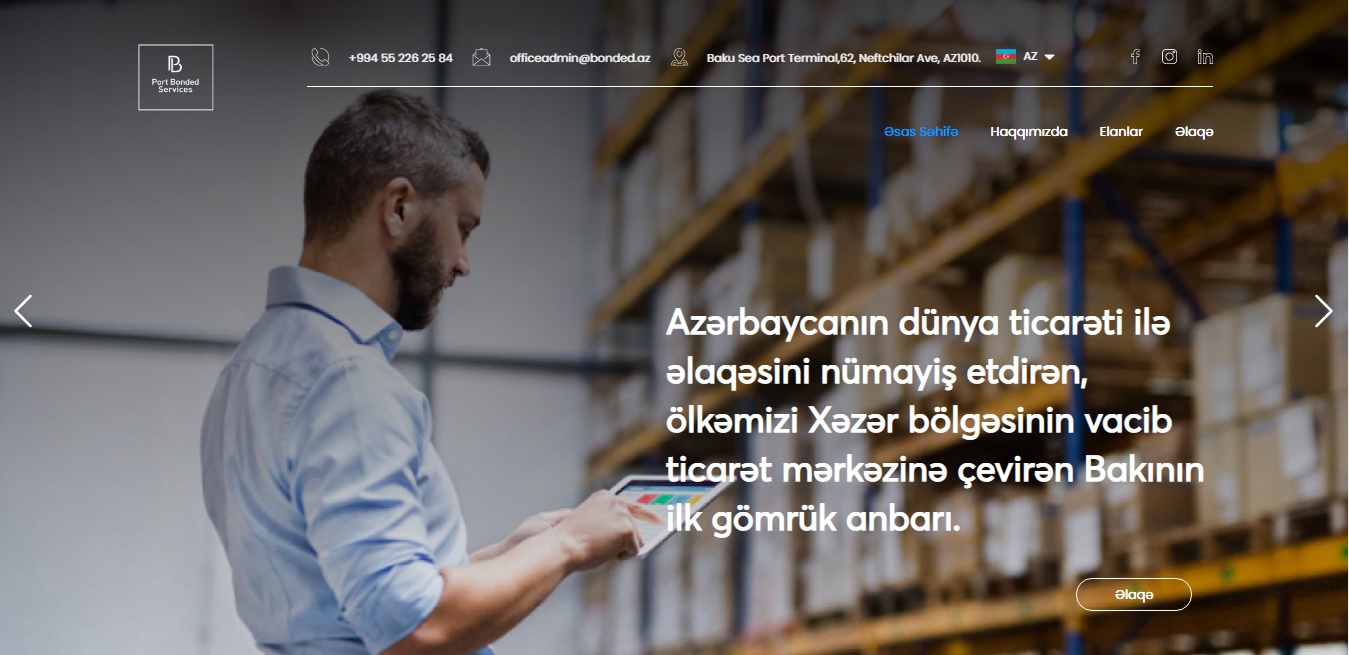 Port Bonded
Services
+994 55 226 25 84
officeadmin@bonded.az
Baku Sea Port Terminal,62, Neftchilar Ave, AZ1010.
AZ
Əsas Səhifə
Haqqımızda
Elanlar
Əlaqə
Azərbaycanın dünya ticarəti ilə
əlaqəsini nümayiş etdirən,
ölkəmizi Xəzər bölgəsinin vacib
ticarət mərkəzinə çevirən Bakının
ilk gömrük anbarı.
Əlaqə